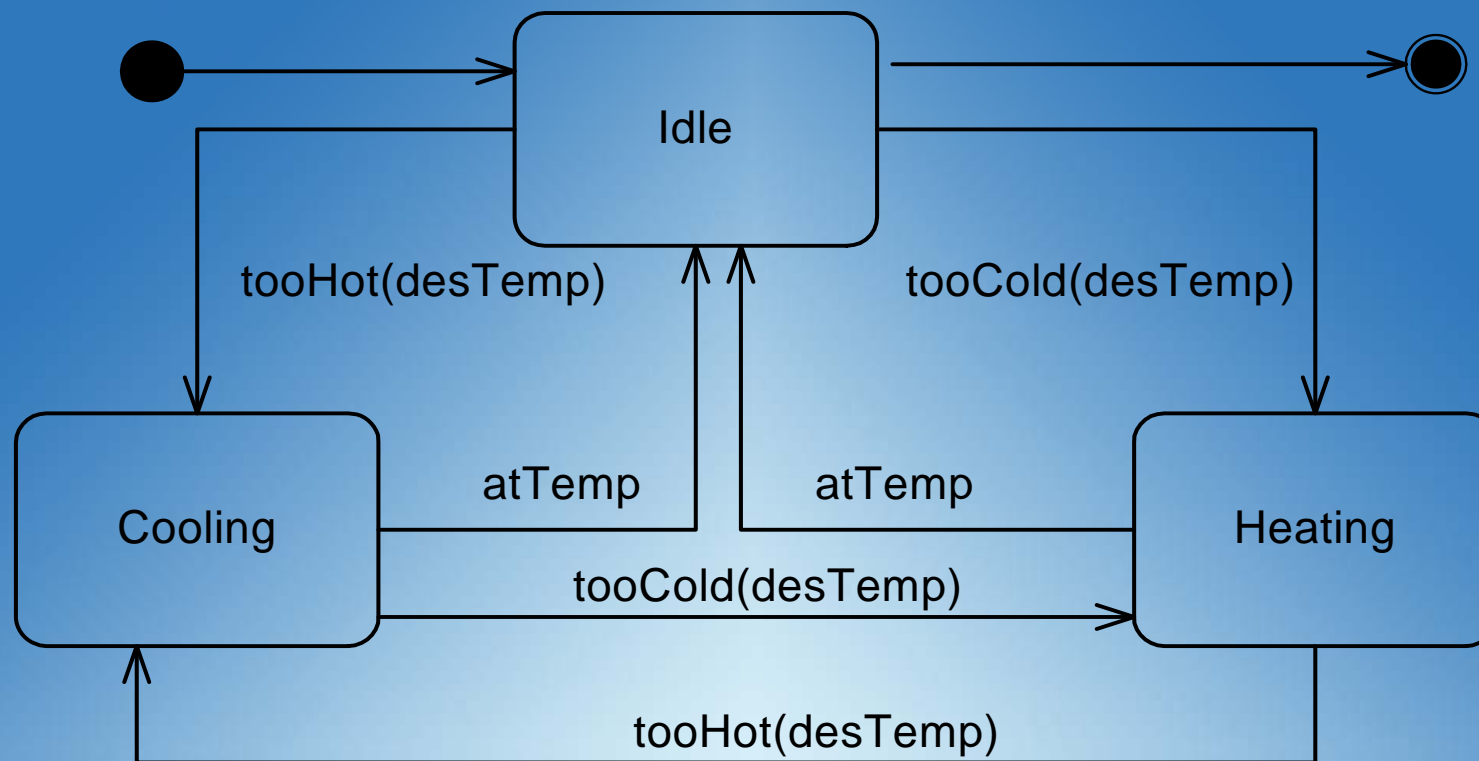 Idle
tooHot(desTemp)
tooCold(desTemp)
atTemp
atTemp
Cooling
Heating
tooCold(desTemp)
tooHot(desTemp)